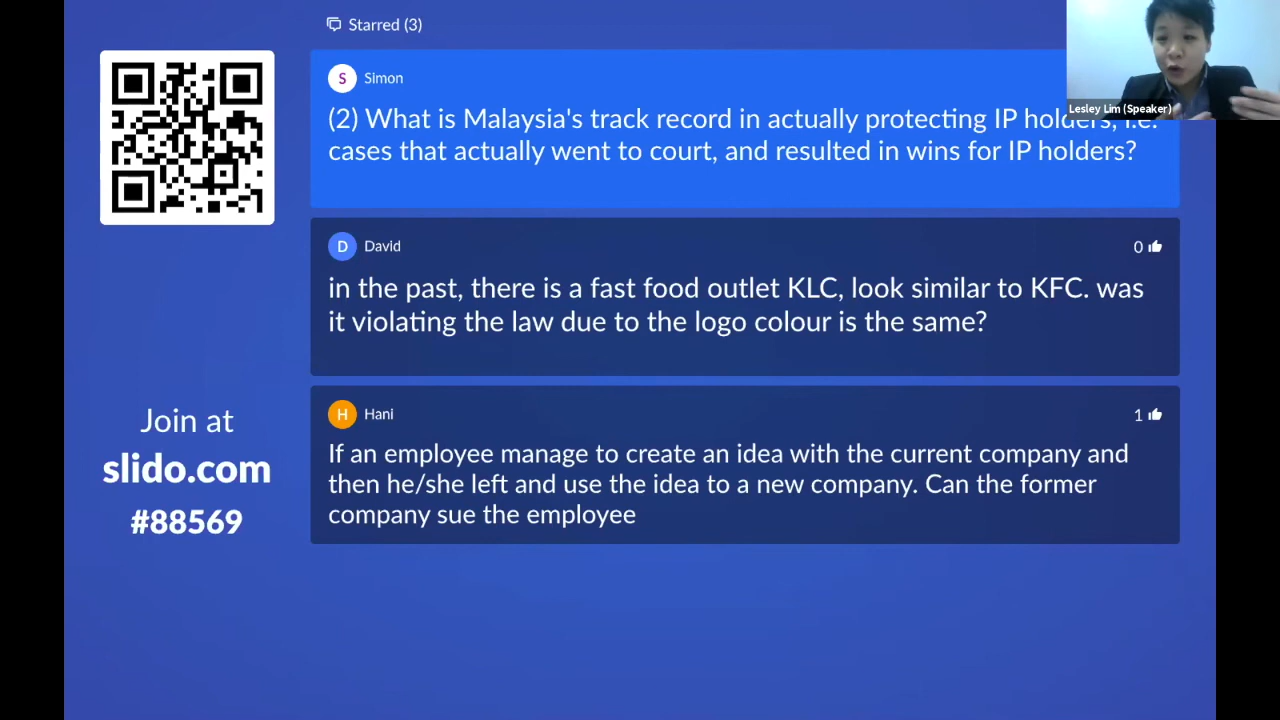 Starred (3)
S Simon
Lesley Lim (Speaker)
(2) What is Malaysia's track record in actually protecting IP holders, i.e.
cases that actually went to court, and resulted in wins for IP holders?
D David 0
in the past, there is a fast food outlet KLC, look similar to KFC. was
it violating the law due to the logo colour is the same?
H Hani 1
If an employee manage to create an idea with the current company and
then he/she left and use the idea to a new company. Can the former
company sue the employee
Join at
slido.com
#88569